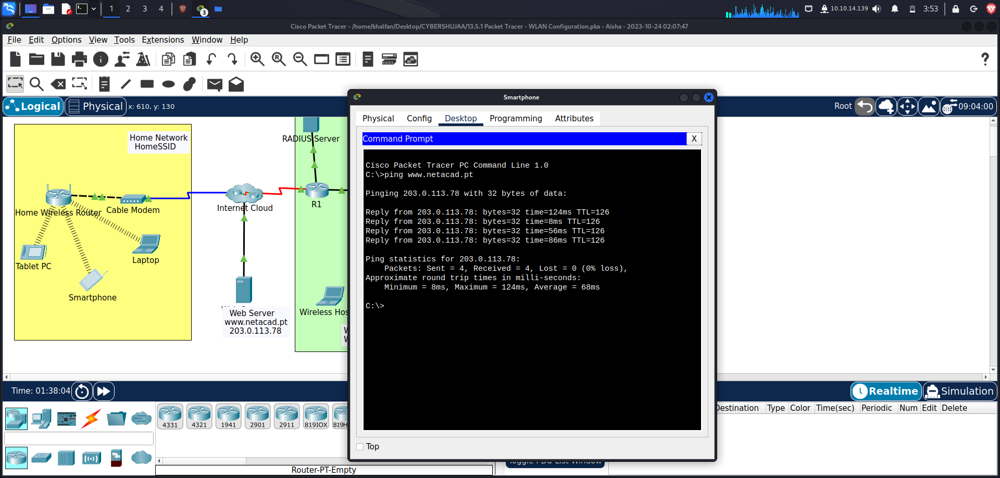 1 2 3 4
3
10.10.14.139
3:53
Cisco Packet Tracer - /home/khalfan/Desktop/CYBERSHUJAA/13.5.1 Packet Tracer - WLAN Configuration.pka - Aisha - 2023-10-24 02:07:47
File Edit Options View Tools Extensions Window Help
Logical Physical x: 610, y: 130
Root 09:04:00
Home Network
HomeSSID
Home Wireless Router
Cable Modem
Tablet PC
Laptop
Smartphone
Internet Cloud
RADIUS Server
R1
Web Server
www.netacad.pt
203.0.113.78
Wireless Hos
Smartphone
Physical Config Desktop Programming Attributes
Command Prompt X
Cisco Packet Tracer PC Command Line 1.0
C:\>ping www.netacad.pt
Pinging 203.0.113.78 with 32 bytes of data:
Reply from 203.0.113.78: bytes=32 time=124ms TTL=126
Reply from 203.0.113.78: bytes=32 time=8ms TTL=126
Reply from 203.0.113.78: bytes=32 time=56ms TTL=126
Reply from 203.0.113.78: bytes=32 time=86ms TTL=126
Ping statistics for 203.0.113.78:
Packets: Sent = 4, Received = 4, Lost = 0 (0% loss),
Approximate round trip times in milli-seconds:
Minimum = 8ms, Maximum = 124ms, Average = 68ms
C:\>
Top
Time: 01:38:04
Realtime Simulation
4331 4321 1941 2901 2911 819IOX 819H
Router-PT-Empty
Destination Type Color Time(sec) Periodic Num Edit Delete
Toggle PDU List Window